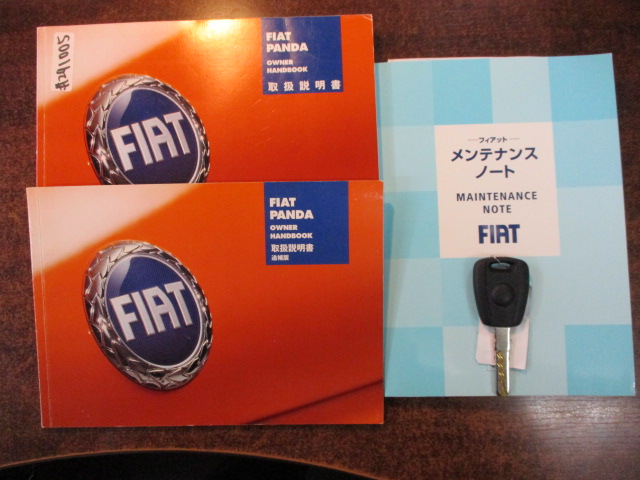 #241005
FIAT
PANDA
OWNER
HANDBOOK
取扱説明書
FIAT
FIAT
PANDA
OWNER
HANDBOOK
取扱説明書
追補版
FIAT
フィアット
メンテナンス
ノート
MAINTENANCE
NOTE
FIAT